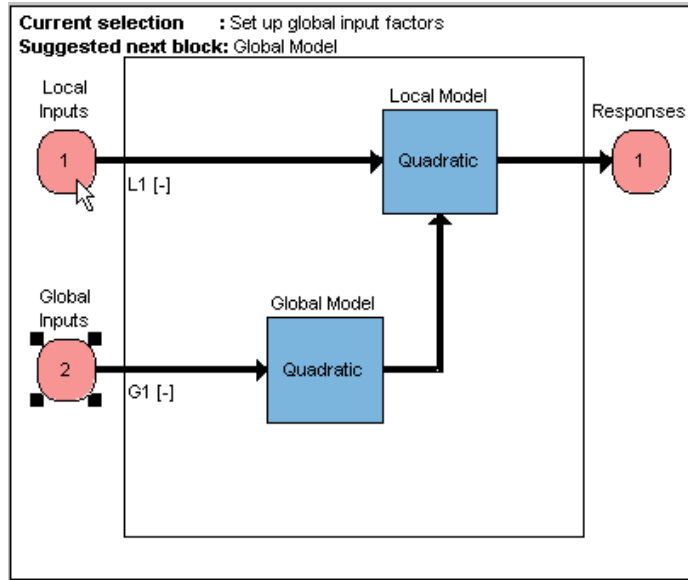 Current selection : Set up global input factors
Suggested next block: Global Model
Local
Inputs
Local Model
Responses
1
Quadratic
1
L1 [-]
Global
Inputs
Global Model
2
Quadratic
G1 [-]